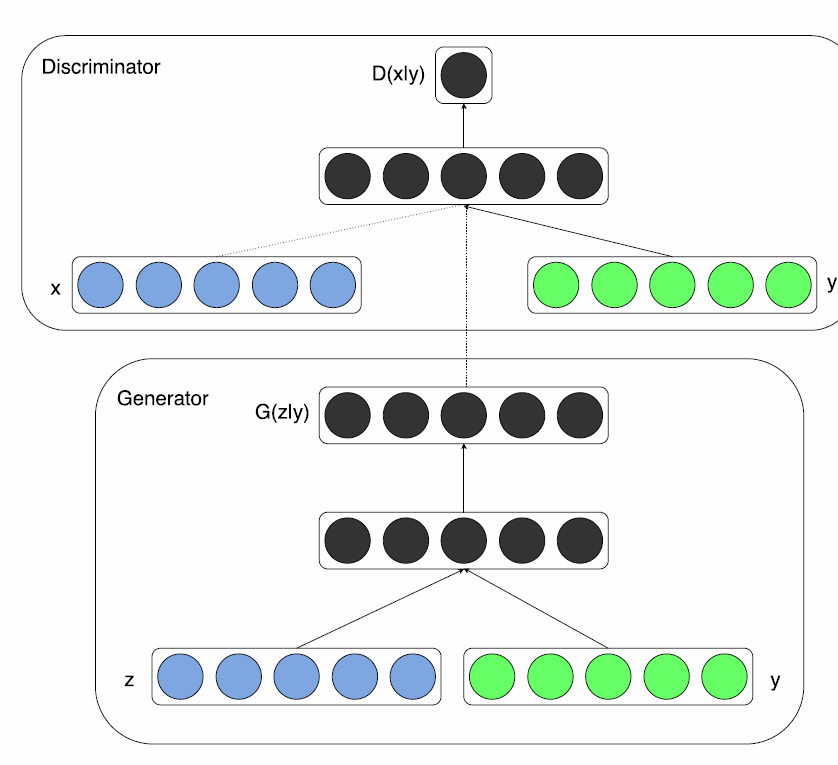 Discriminator
D(x|y)
x
y
Generator
G(z|y)
z
y